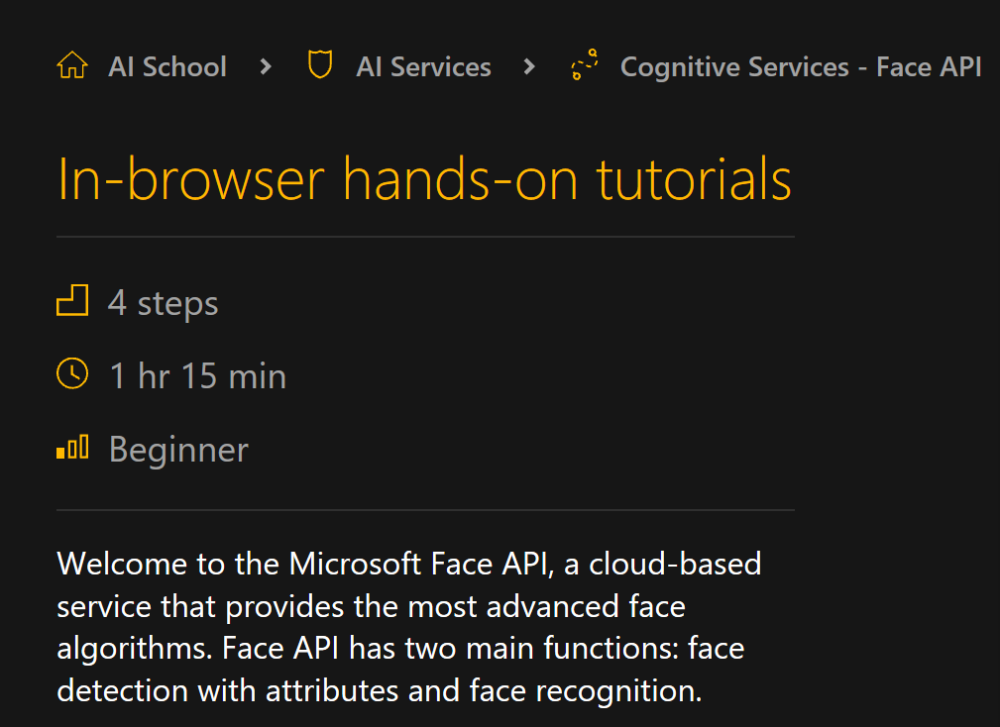 AI School > AI Services > Cognitive Services - Face API
In-browser hands-on tutorials
4 steps
1 hr 15 min
Beginner
Welcome to the Microsoft Face API, a cloud-based
service that provides the most advanced face
algorithms. Face API has two main functions: face
detection with attributes and face recognition.